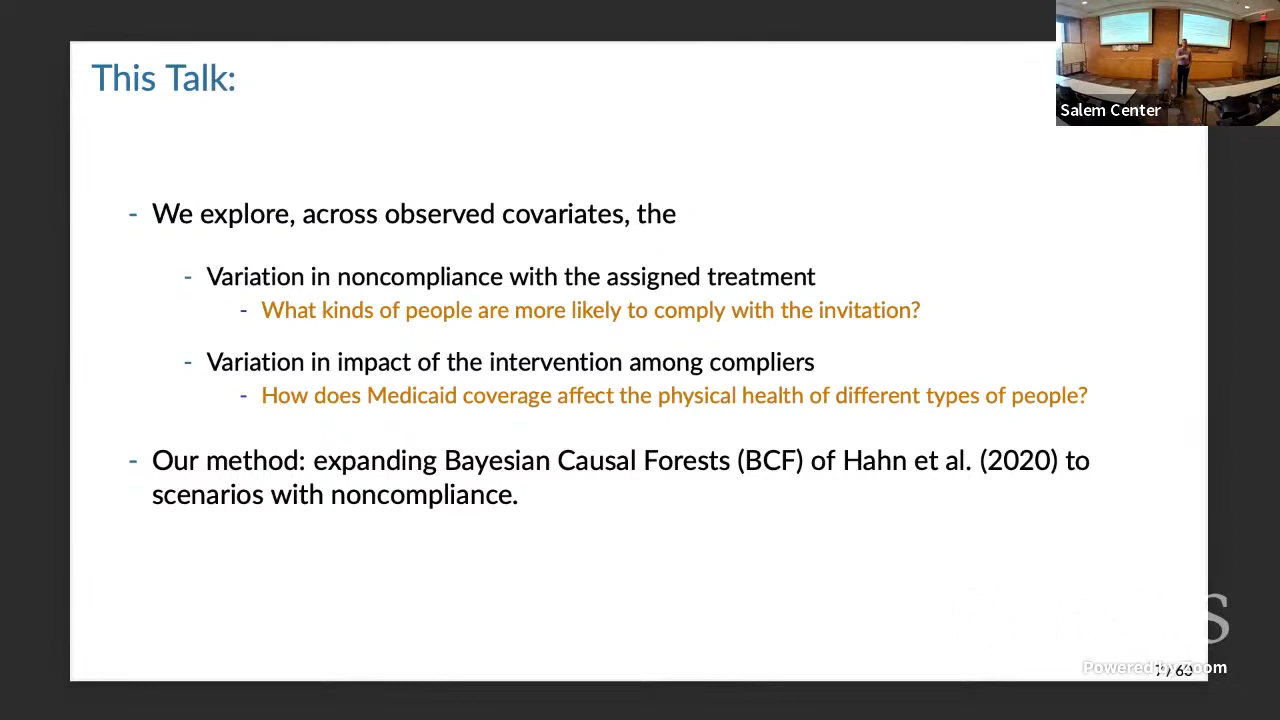 This Talk:
Salem Center
- We explore, across observed covariates, the
- Variation in noncompliance with the assigned treatment
- What kinds of people are more likely to comply with the invitation?
- Variation in impact of the intervention among compliers
- How does Medicaid coverage affect the physical health of different types of people?
- Our method: expanding Bayesian Causal Forests (BCF) of Hahn et al. (2020) to
scenarios with noncompliance.
S
Powered by Zoom